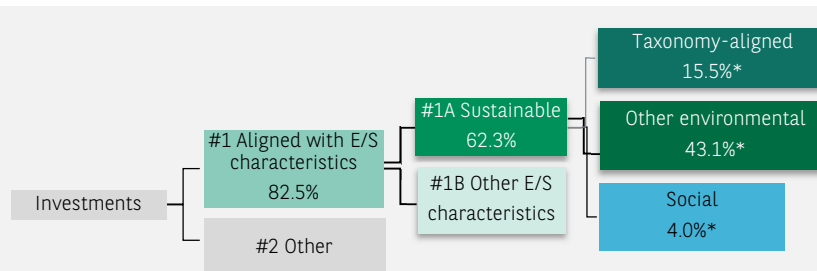 Investments
#1 Aligned with E/S
characteristics
82.5%
#2 Other
#1A Sustainable
62.3%
#1B Other E/S
characteristics
Taxonomy-aligned
15.5%*
Other environmental
43.1%*
Social
4.0%*